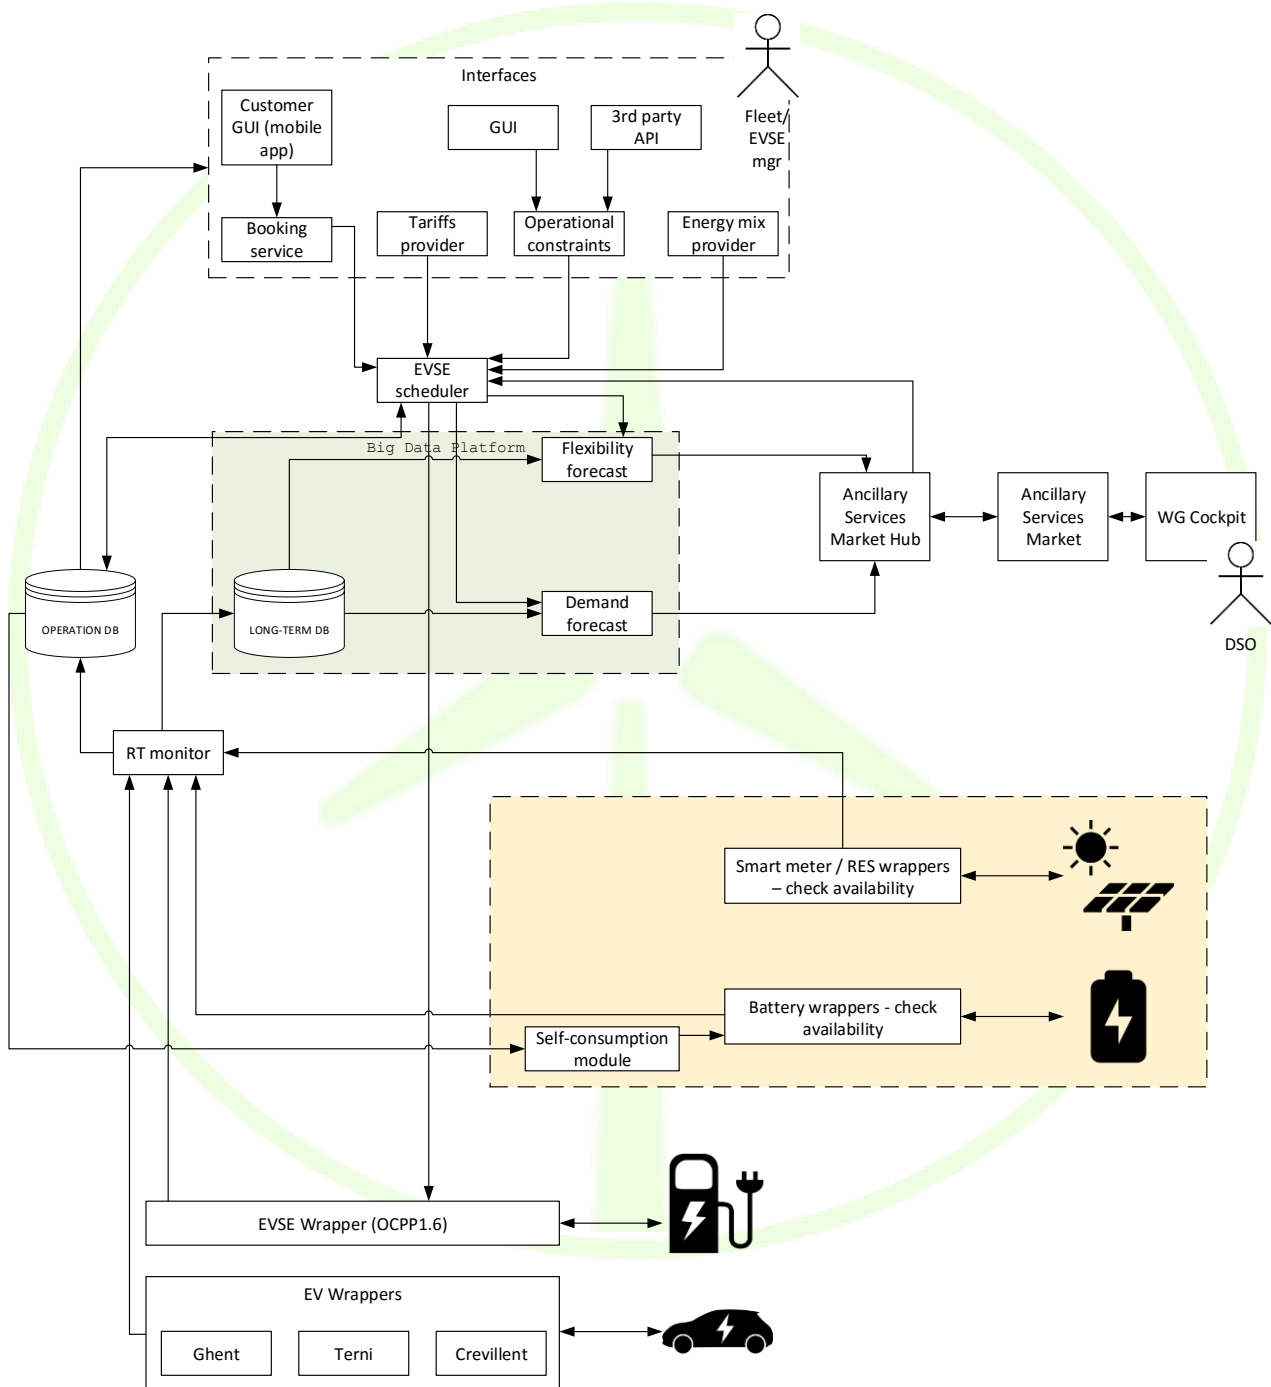 Interfaces
Customer
GUI (mobile
app)
GUI
3rd party
API
Fleet/
EVSE
mgr
Booking
service
Tariffs
provider
Operational
constraints
Energy mix
provider
EVSE
scheduler
Big Data Platform
Flexibility
forecast
Ancillary
Services
Market Hub
Ancillary
Services
Market
WG Cockpit
OPERATION DB
LONG-TERM DB
Demand
forecast
DSO
RT monitor
Smart meter / RES wrappers
– check availability
Battery wrappers - check
availability
Self-consumption
module
EVSE Wrapper (OCPP1.6)
EV Wrappers
Ghent
Terni
Crevillent